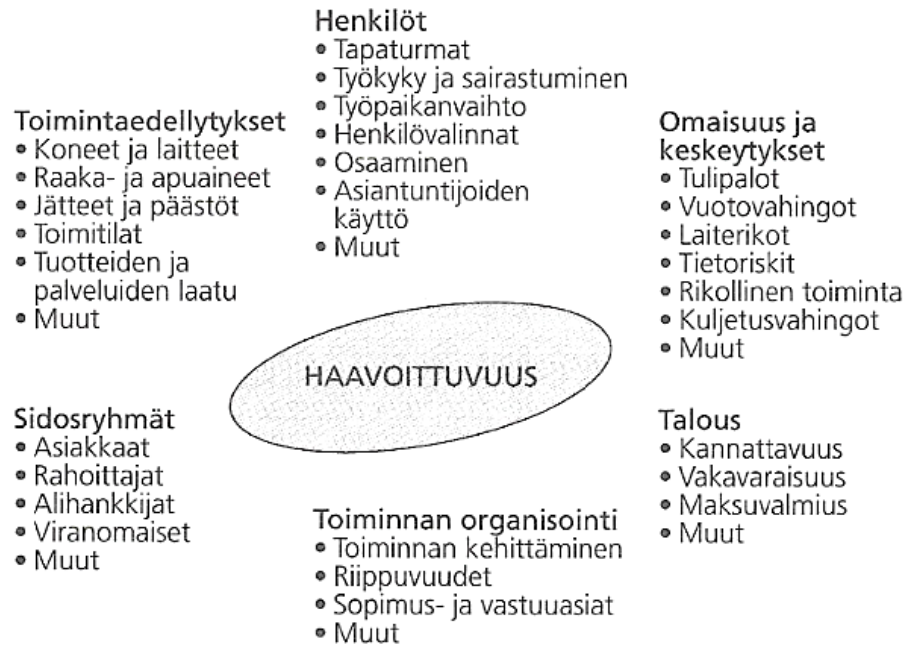 Henkilöt
• Tapaturmat
• Työkyky ja sairastuminen
• Työpaikanvaihto
• Henkilövalinnat
• Osaaminen
• Asiantuntijoiden
käyttö
• Muut
Toimintaedellytykset
• Koneet ja laitteet
• Raaka- ja apuaineet
• Jätteet ja päästöt
• Toimitilat
• Tuotteiden ja
palveluiden laatu
• Muut
Omaisuus ja
keskeytykset
• Tulipalot
• Vuotovahingot
• Laiterikot
• Tietoriskit
• Rikollinen toiminta
• Kuljetusvahingot
• Muut
HAAVOITTUVUUS
Sidosryhmät
• Asiakkaat
• Rahoittajat
• Alihankkijat
• Viranomaiset
• Muut
Toiminnan organisointi
• Toiminnan kehittäminen
• Riippuvuudet
• Sopimus- ja vastuuasiat
• Muut
Talous
• Kannattavuus
• Vakavaraisuus
• Maksuvalmius
• Muut